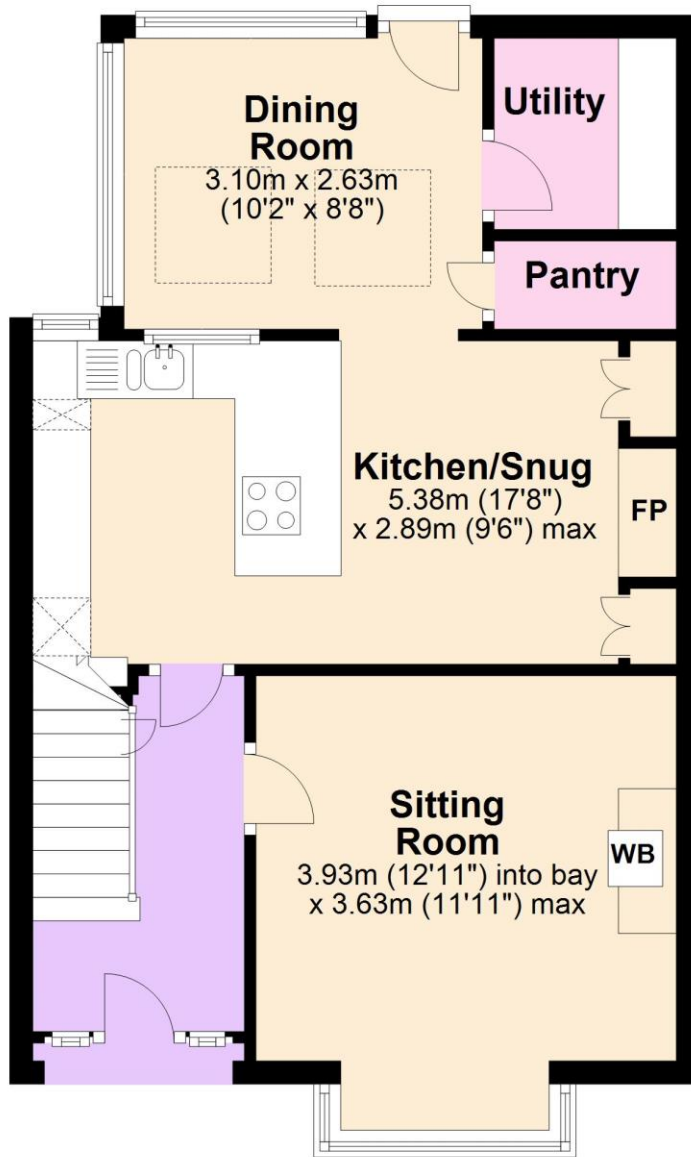 Dining
Room
3.10m x 2.63m
(10'2" x 8'8")
Utility
Pantry
Kitchen/Snug
5.38m (17'8")
x 2.89m (9'6") max
FP
Sitting
Room
3.93m (12'11") into bay
x 3.63m (11'11") max
WB